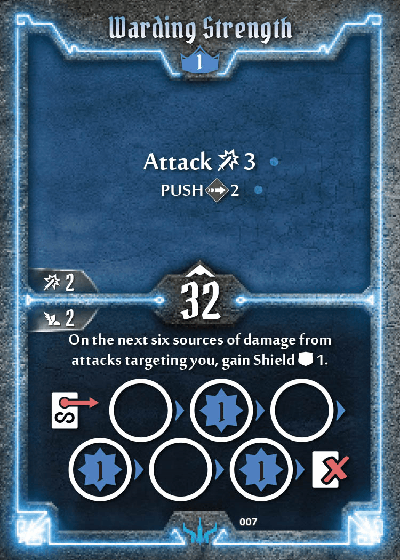 Warding Strength
1
Attack 3
PUSH 2
2
32
2
On the next six sources of damage from
attacks targeting you, gain Shield 1.
1
1 1
007